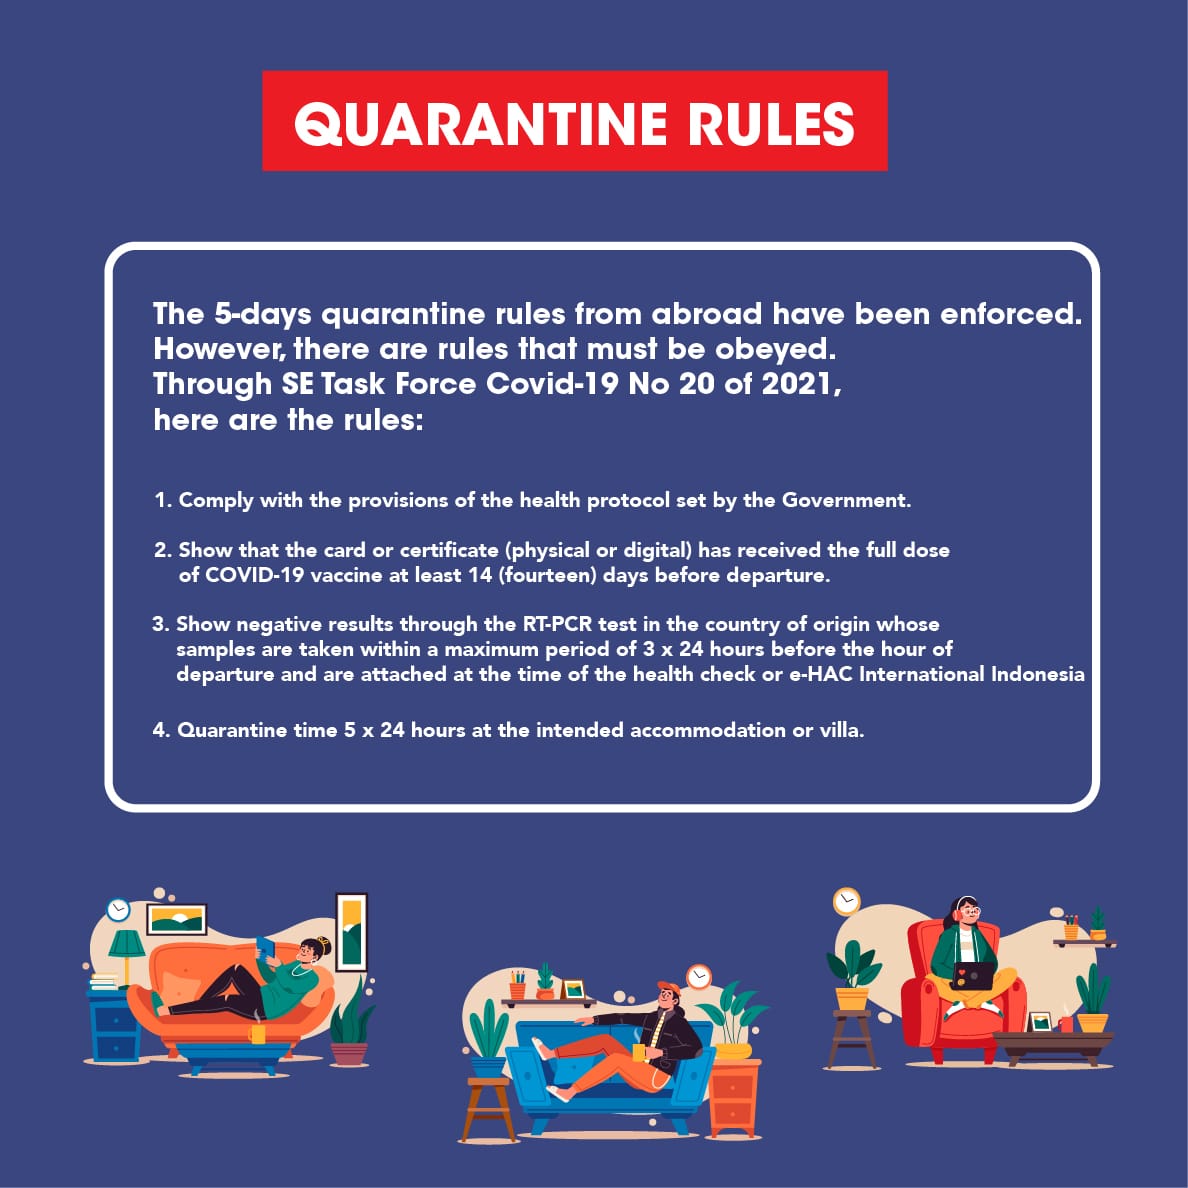 QUARANTINE RULES
The 5-days quarantine rules from abroad have been enforced.
However, there are rules that must be obeyed.
Through SE Task Force Covid-19 No 20 of 2021,
here are the rules:
1. Comply with the provisions of the health protocol set by the Government.
2. Show that the card or certificate (physical or digital) has received the full dose
of COVID-19 vaccine at least 14 (fourteen) days before departure.
3. Show negative results through the RT-PCR test in the country of origin whose
samples are taken within a maximum period of 3 x 24 hours before the hour of
departure and are attached at the time of the health check or e-HAC International Indonesia
4. Quarantine time 5 x 24 hours at the intended accommodation or villa.